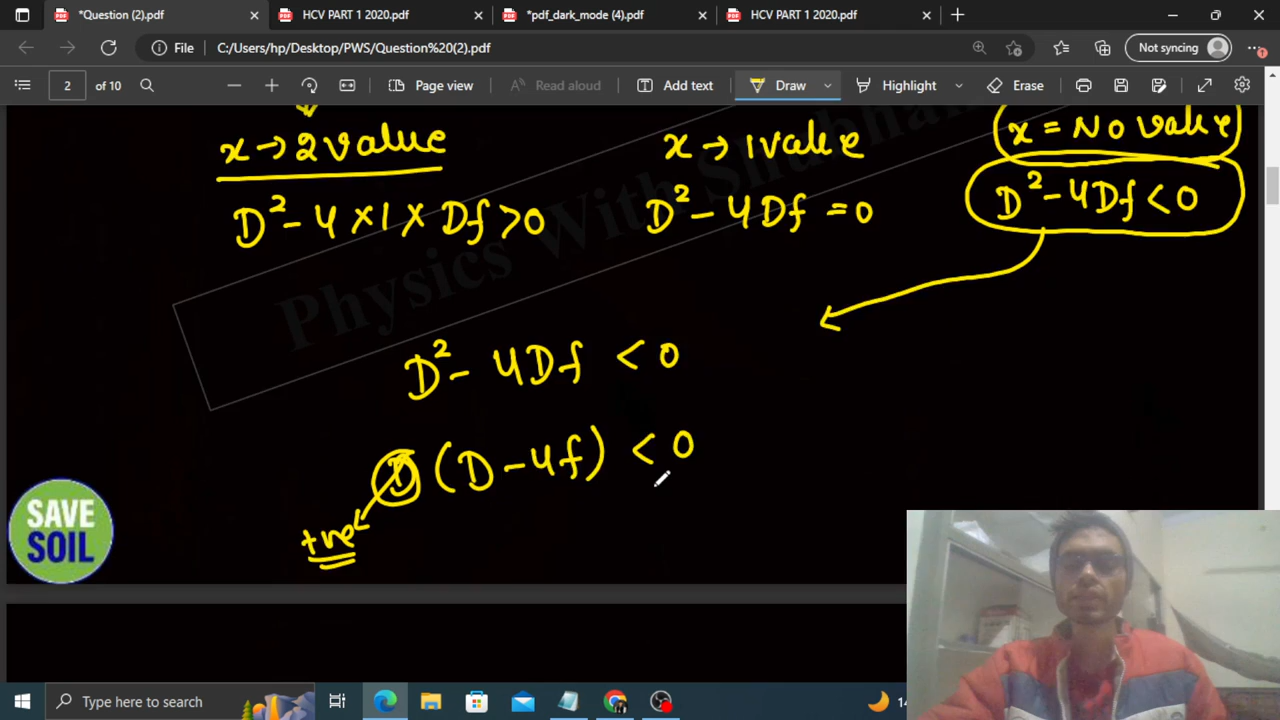 *Question (2).pdf
HCV PART 1 2020.pdf
*pdf_dark_mode (4).pdf
HCV PART 1 2020.pdf
File C:/Users/hp/Desktop/PWS/Question%20(2).pdf
Not syncing
2 of 10
Page view
Read aloud
Add text
Draw
Highlight
Erase
x → 2 value
x → 1 value
x = No value
D² - 4 × 1 × Df > 0
D² - 4Df = 0
D² - 4Df < 0
Physics With Shubham
D² - 4Df < 0
D (D - 4f) < 0
+ve
SAVE
SOIL
Type here to search